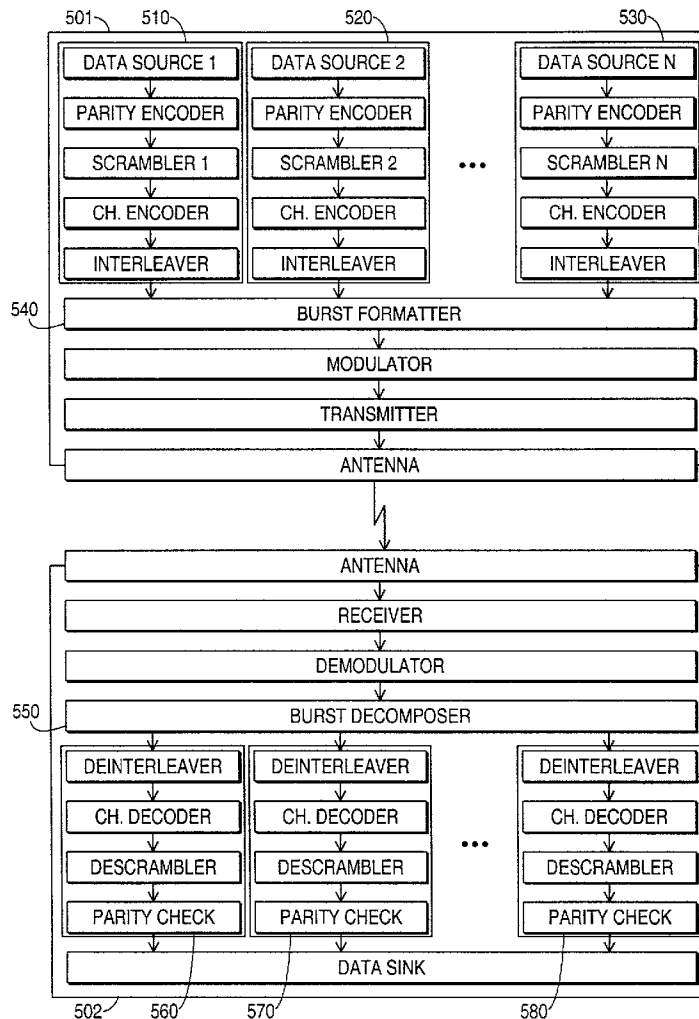 501 510 520 530
DATA SOURCE 1 DATA SOURCE 2 DATA SOURCE N
PARITY ENCODER PARITY ENCODER PARITY ENCODER
SCRAMBLER 1 SCRAMBLER 2 ••• SCRAMBLER N
CH. ENCODER CH. ENCODER CH. ENCODER
INTERLEAVER INTERLEAVER INTERLEAVER
540
BURST FORMATTER
MODULATOR
TRANSMITTER
ANTENNA
ANTENNA
RECEIVER
DEMODULATOR
550
BURST DECOMPOSER
DEINTERLEAVER DEINTERLEAVER DEINTERLEAVER
CH. DECODER CH. DECODER ••• CH. DECODER
DESCRAMBLER DESCRAMBLER DESCRAMBLER
PARITY CHECK PARITY CHECK PARITY CHECK
DATA SINK
502 560 570 580